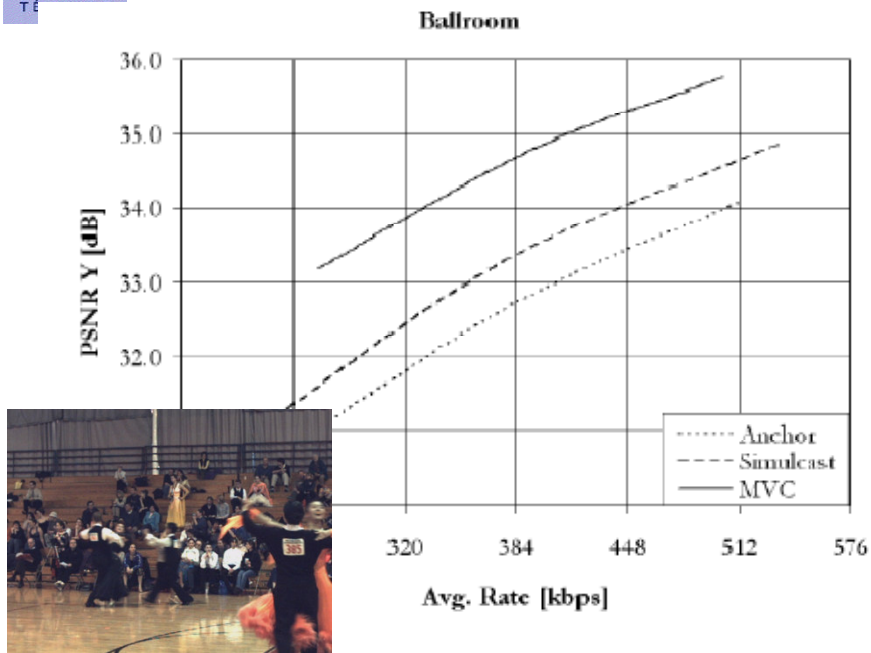 TÉ
Ballroom
36.0
35.0
34.0
33.0
32.0
PSNR Y [dB]
Anchor
Simulcast
MVC
385
320 384 448 512 576
Avg. Rate [kbps]